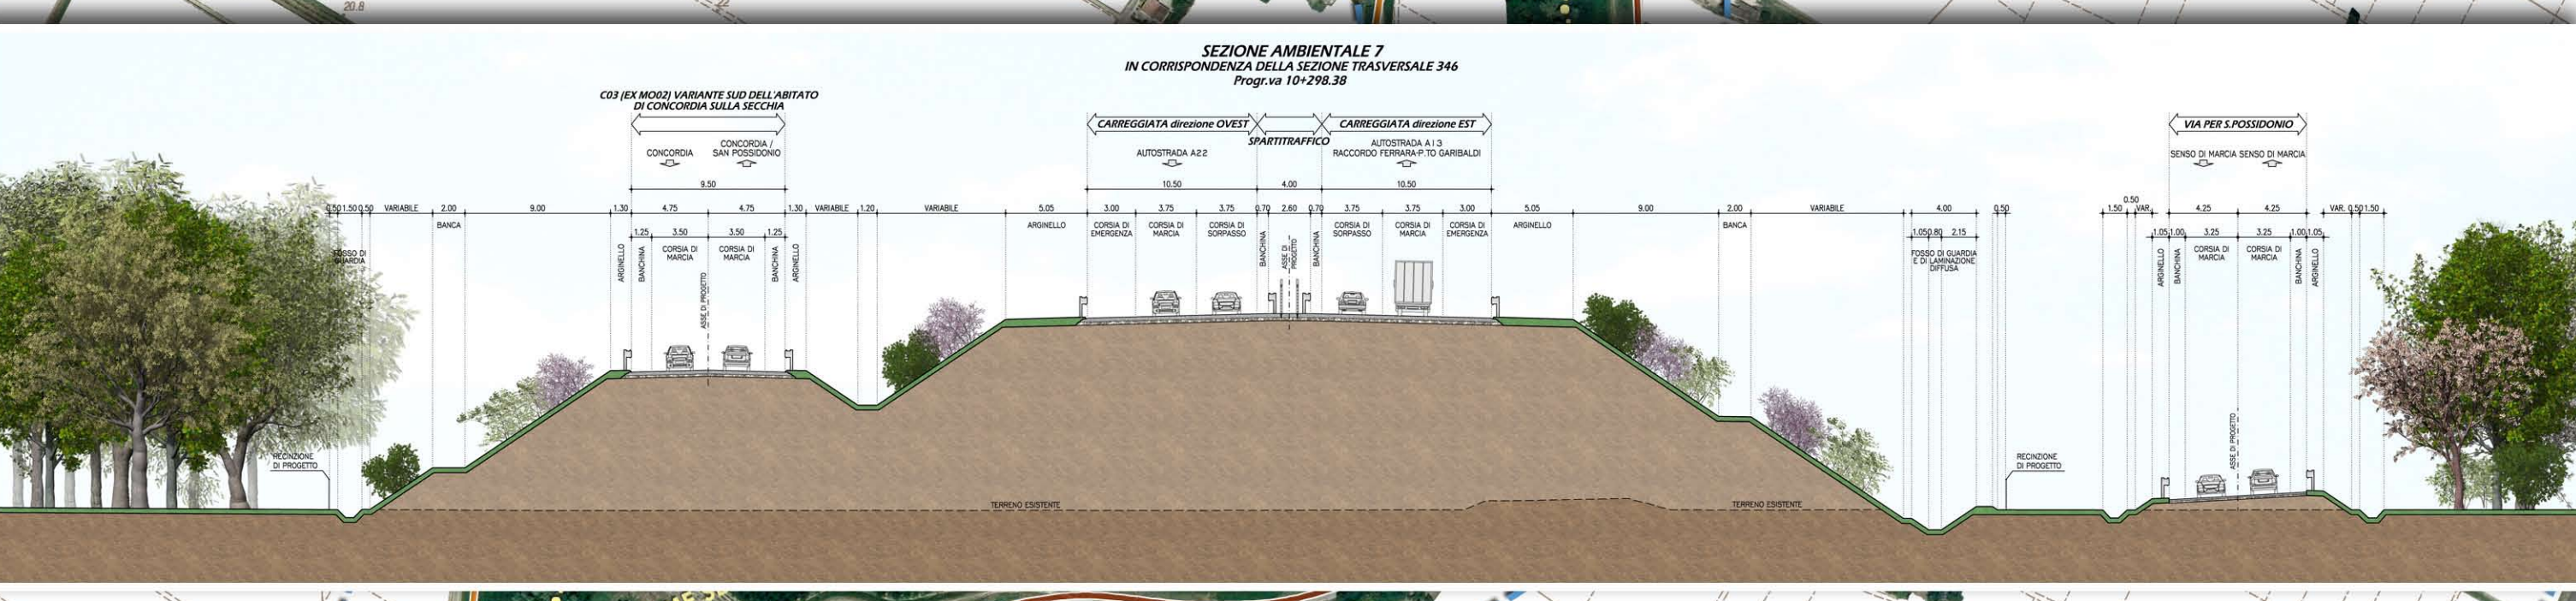 20.8
SEZIONE AMBIENTALE 7
IN CORRISPONDENZA DELLA SEZIONE TRASVERSALE 346
Progr.va 10+298.38
C03 (EX MO02) VARIANTE SUD DELL'ABITATO
DI CONCORDIA SULLA SECCHIA
CARREGGIATA direzione OVEST
CARREGGIATA direzione EST
VIA PER S.POSSIDONIO
SPARTITRAFFICO
CONCORDIA
CONCORDIA /
SAN POSSIDONIO
AUTOSTRADA A22
AUTOSTRADA A13
RACCORDO FERRARA-P.TO GARIBALDI
SENSO DI MARCIA SENSO DI MARCIA
9.50
10.50 4.00 10.50
0.50 1.50 0.50 VARIABILE 2.00 9.00 1.30 4.75 4.75 1.30 VARIABILE 1.20 VARIABILE 5.05 3.00 3.75 3.75 0.70 2.60 0.70 3.75 3.75 3.00 5.05 9.00 2.00 VARIABILE 4.00 0.50 1.50 0.50 VAR. 4.25 4.25 VAR. 0.50 1.50
BANCA
ARGINELLO
CORSIA DI
EMERGENZA
CORSIA DI
MARCIA
CORSIA DI
SORPASSO
BANCHINA
ASSE DI
PROGETTO
BANCHINA
CORSIA DI
SORPASSO
CORSIA DI
MARCIA
CORSIA DI
EMERGENZA
ARGINELLO
BANCA
1.25 3.50 3.50 1.25
1.05 0.80 2.15
1.05 1.00 3.25 3.25 1.00 1.05
FOSSO DI
GUARDIA
ARGINELLO
BANCHINA
CORSIA DI
MARCIA
ASSE DI PROGETTO
CORSIA DI
MARCIA
BANCHINA
ARGINELLO
FOSSO DI GUARDIA
E DI LAMINAZIONE
DIFFUSA
ARGINELLO
BANCHINA
CORSIA DI
MARCIA
ASSE DI PROGETTO
CORSIA DI
MARCIA
BANCHINA
ARGINELLO
RECINZIONE
DI PROGETTO
RECINZIONE
DI PROGETTO
TERRENO ESISTENTE
TERRENO ESISTENTE